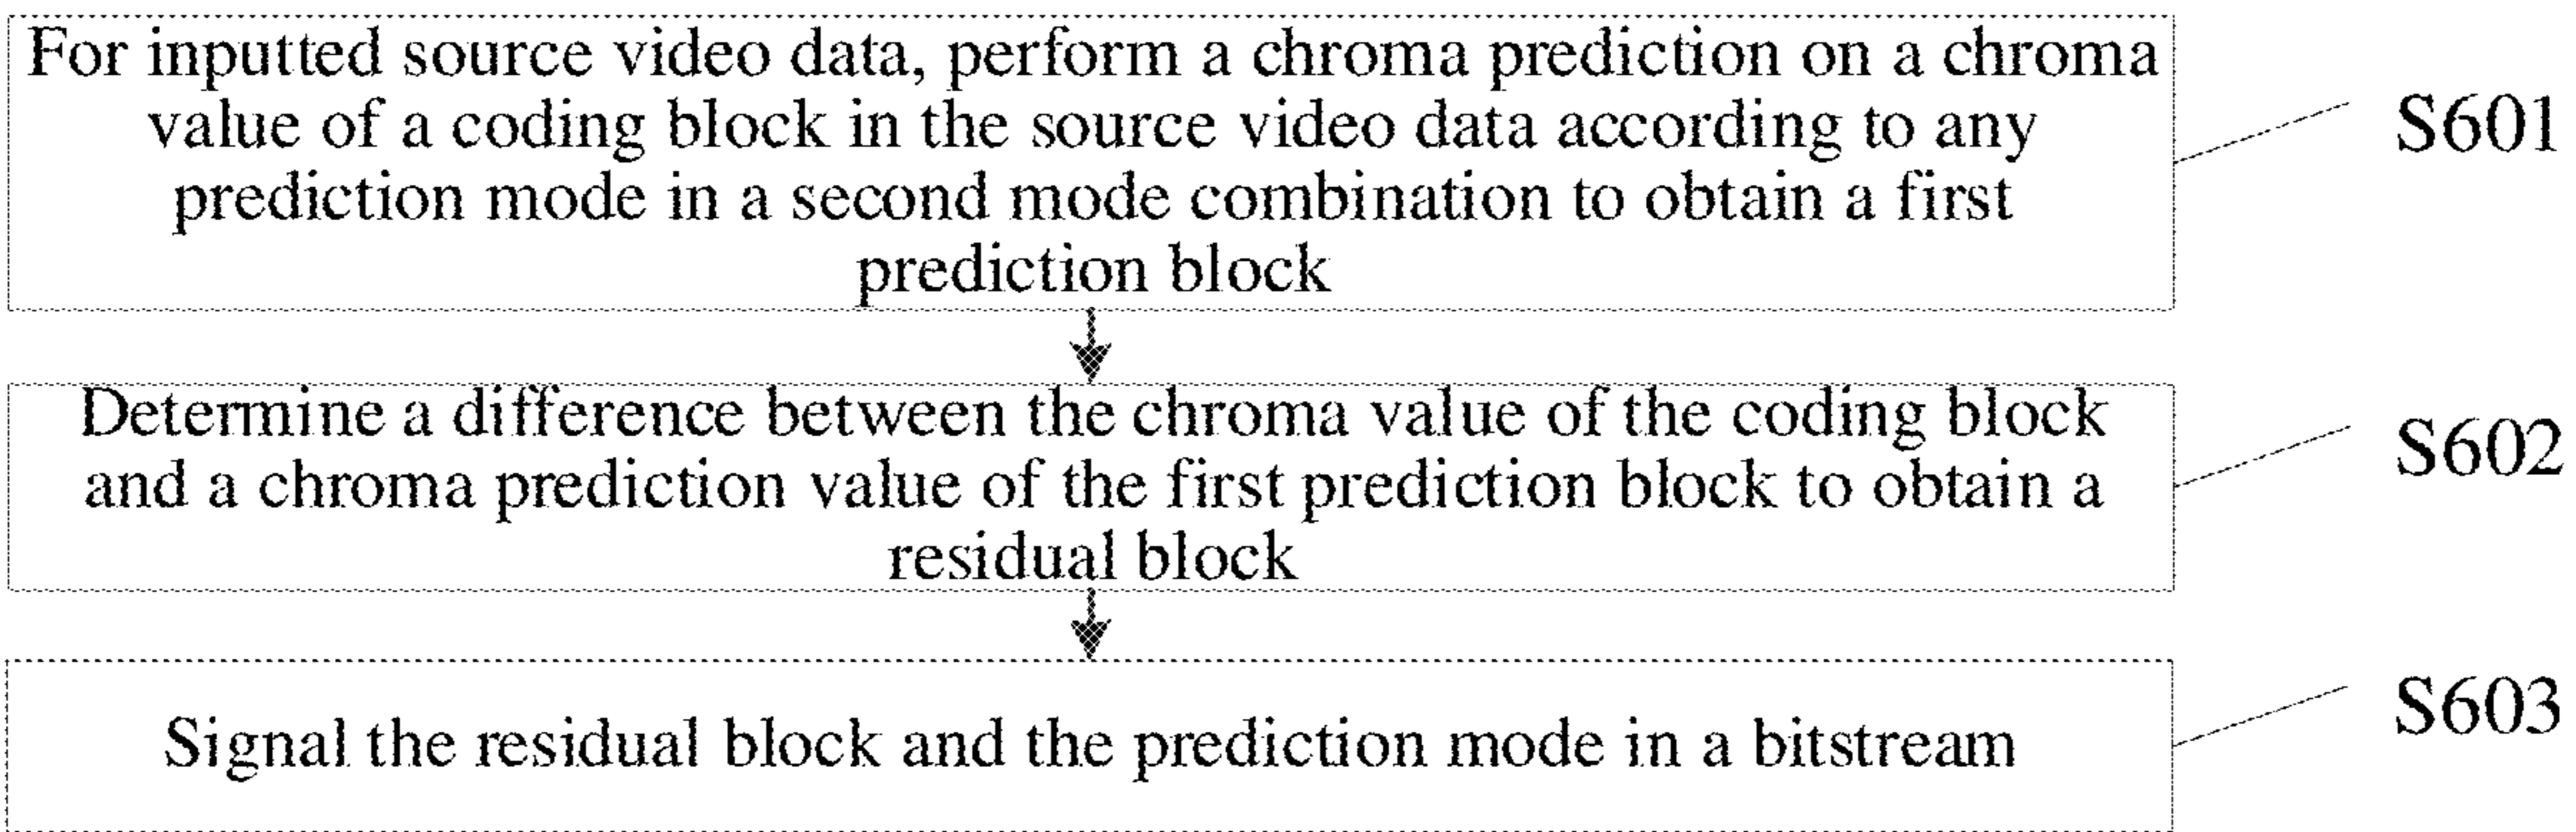 For inputted source video data, perform a chroma prediction on a chroma
value of a coding block in the source video data according to any
prediction mode in a second mode combination to obtain a first
prediction block
S601
Determine a difference between the chroma value of the coding block
and a chroma prediction value of the first prediction block to obtain a
residual block
S602
Signal the residual block and the prediction mode in a bitstream
S603